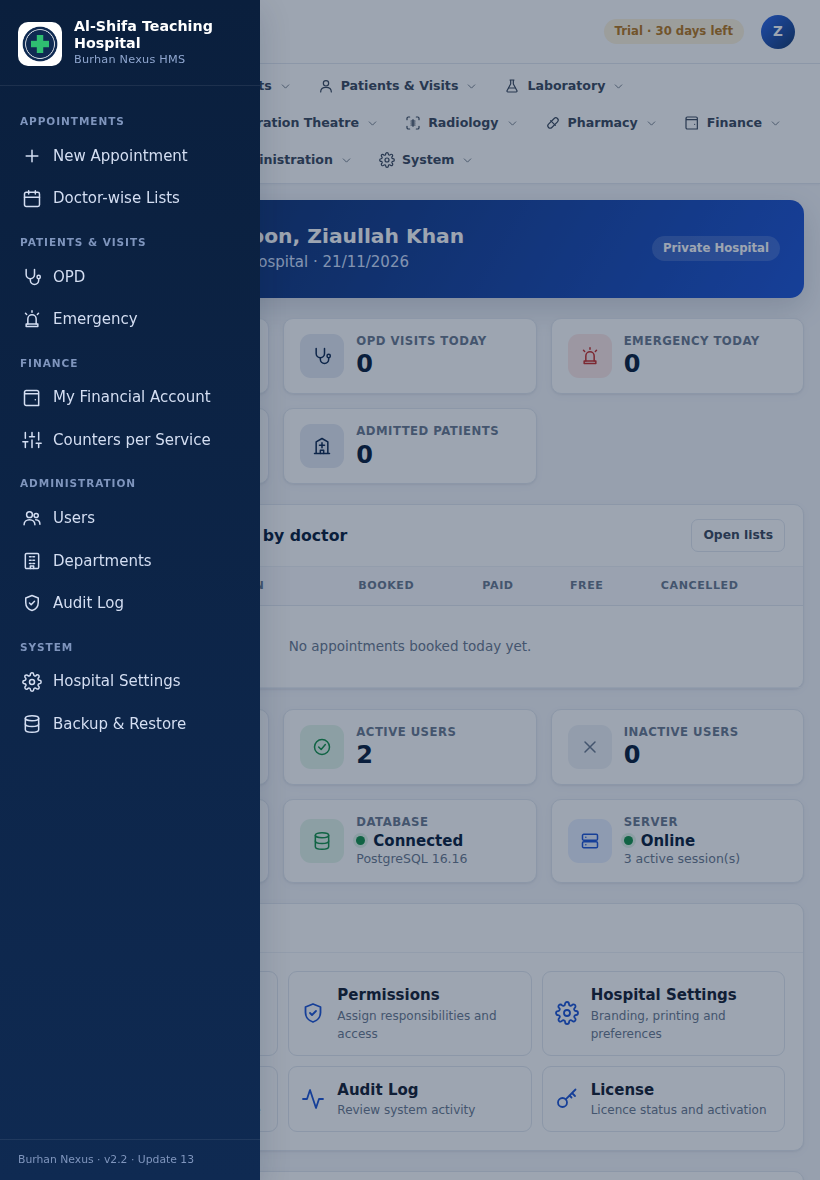 Al-Shifa Teaching
Hospital
Burhan Nexus HMS
APPOINTMENTS
New Appointment
Doctor-wise Lists
PATIENTS & VISITS
OPD
Emergency
FINANCE
My Financial Account
Counters per Service
ADMINISTRATION
Users
Departments
Audit Log
SYSTEM
Hospital Settings
Backup & Restore
Burhan Nexus · v2.2 · Update 13
Trial · 30 days left
Z
Patients & Visits
Laboratory
Theatre
Radiology
Pharmacy
Finance
System
Ziaullah Khan
· 21/11/2026
Private Hospital
OPD VISITS TODAY
0
EMERGENCY TODAY
0
ADMITTED PATIENTS
0
by doctor
Open lists
BOOKED PAID FREE CANCELLED
No appointments booked today yet.
ACTIVE USERS
2
INACTIVE USERS
0
DATABASE
Connected
PostgreSQL 16.16
SERVER
Online
3 active session(s)
Permissions
Assign responsibilities and
access
Hospital Settings
Branding, printing and
preferences
Audit Log
Review system activity
License
Licence status and activation